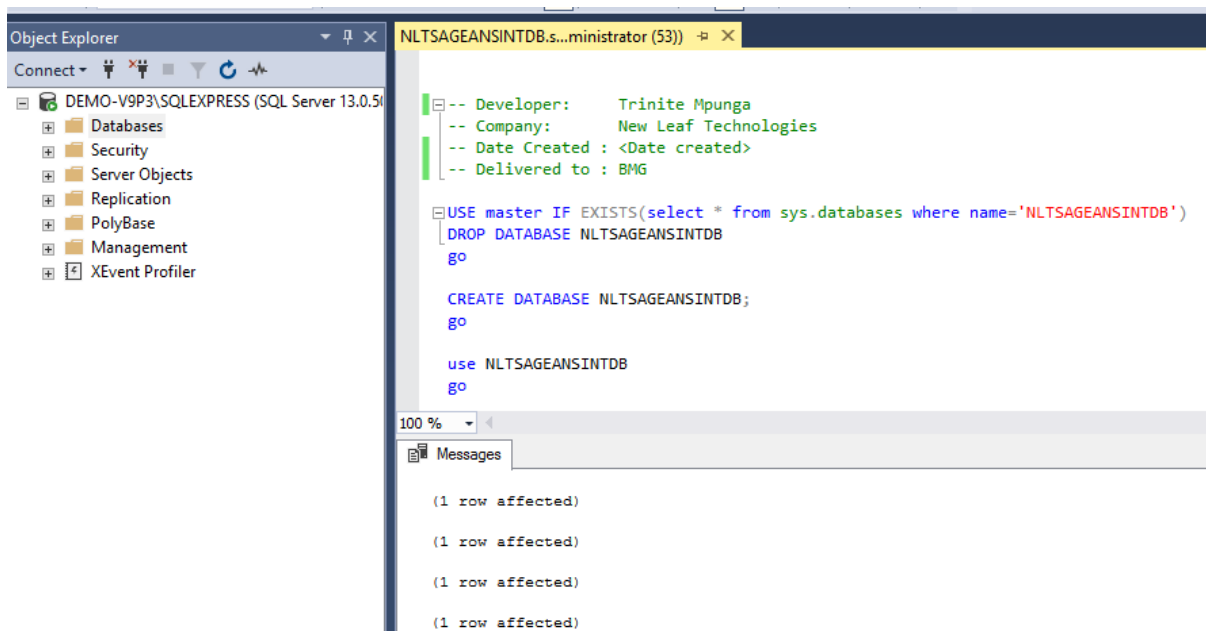 Object Explorer
Connect
DEMO-V9P3\SQLEXPRESS (SQL Server 13.0.5
Databases
Security
Server Objects
Replication
PolyBase
Management
XEvent Profiler
NLTSAGEANSINTDB.s...ministrator (53))
-- Developer: Trinite Mpunga
-- Company: New Leaf Technologies
-- Date Created : <Date created>
-- Delivered to : BMG
USE master IF EXISTS(select * from sys.databases where name='NLTSAGEANSINTDB')
DROP DATABASE NLTSAGEANSINTDB
go
CREATE DATABASE NLTSAGEANSINTDB;
go
use NLTSAGEANSINTDB
go
100 %
Messages
(1 row affected)
(1 row affected)
(1 row affected)
(1 row affected)